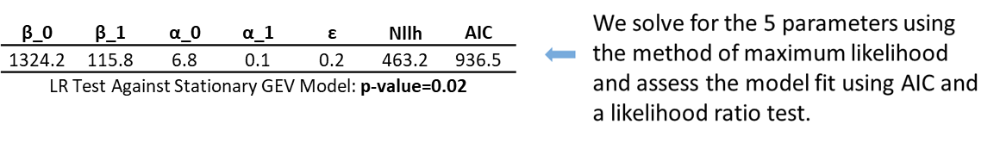 β_0 β_1 α_0 α_1 ε Nllh AIC
1324.2 115.8 6.8 0.1 0.2 463.2 936.5
LR Test Against Stationary GEV Model: p-value=0.02
We solve for the 5 parameters using
the method of maximum likelihood
and assess the model fit using AIC and
a likelihood ratio test.